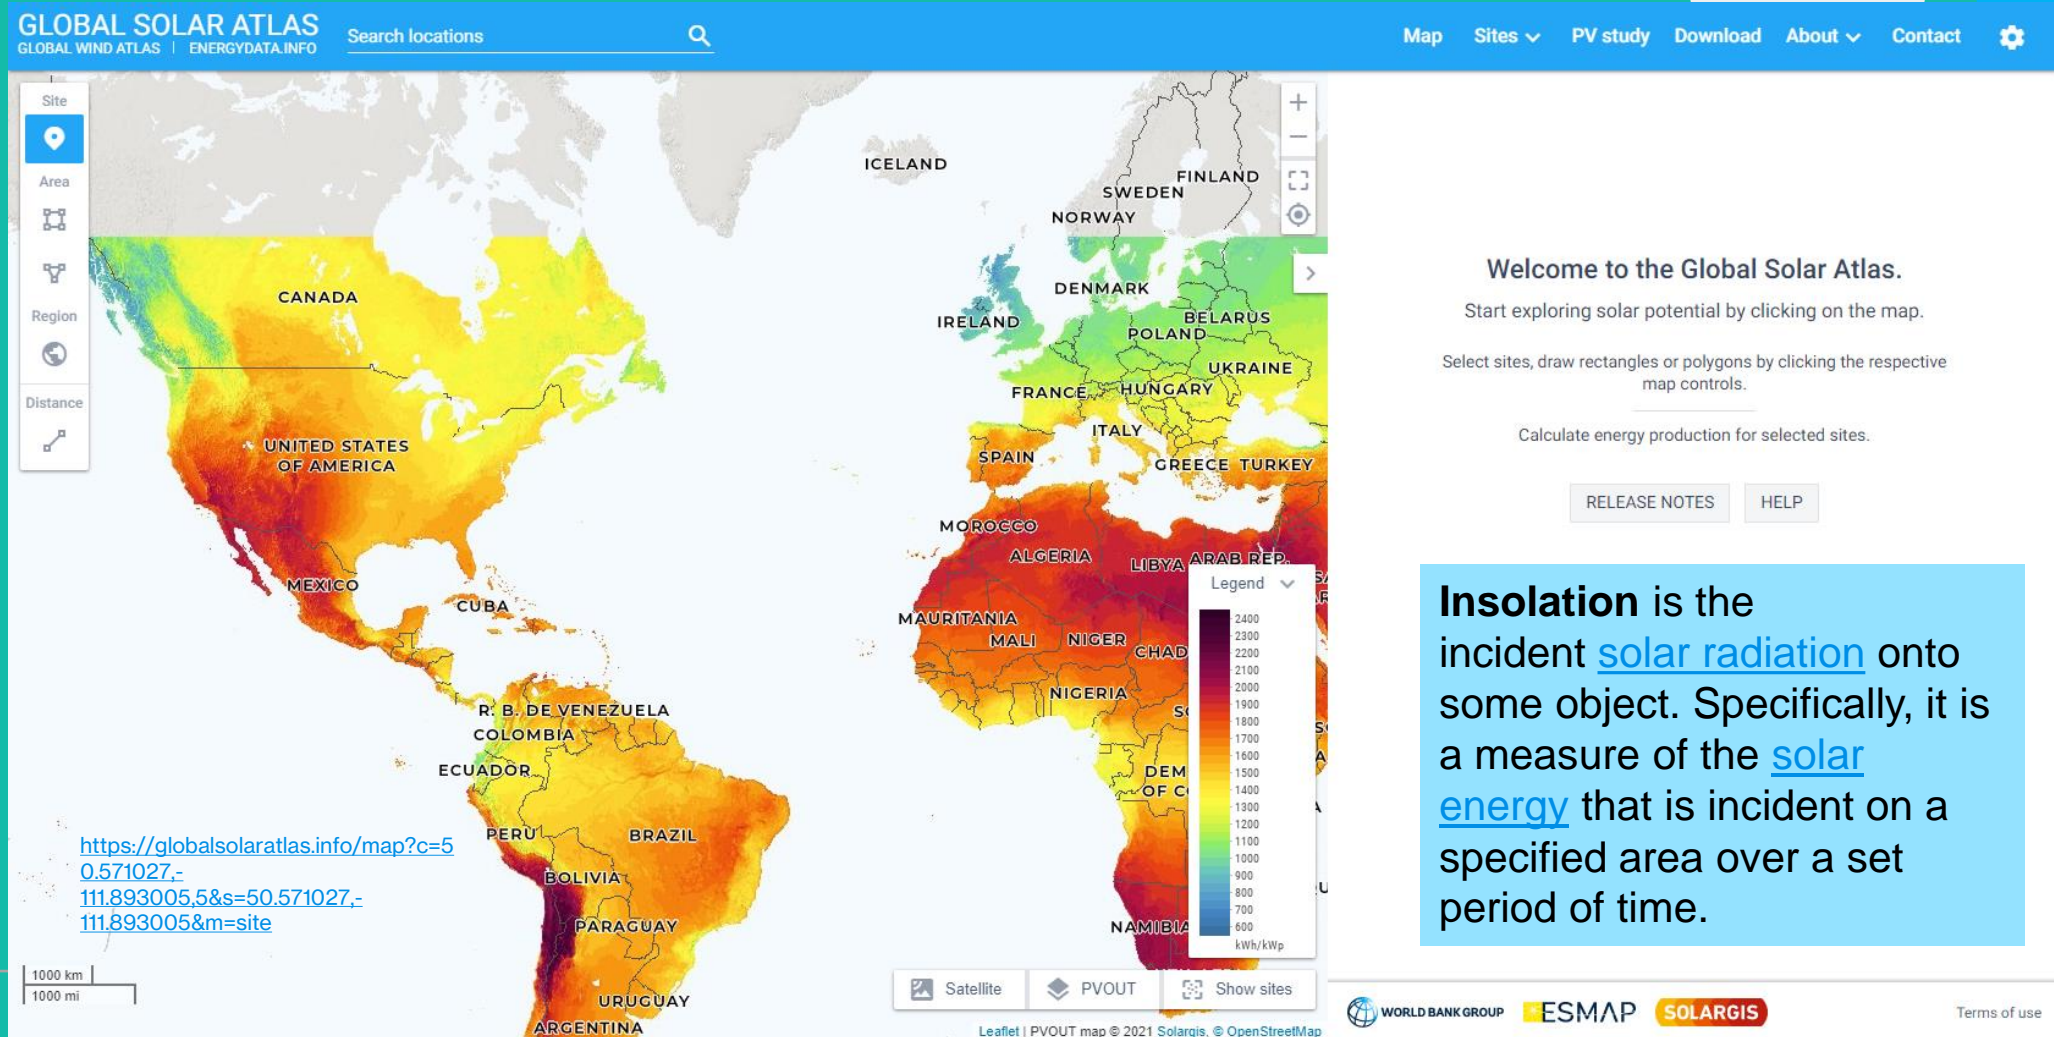 GLOBAL SOLAR ATLAS
GLOBAL WIND ATLAS | ENERGYDATA.INFO
Search locations
Map Sites PV study Download About Contact
Site
Area
Region
Distance
ICELAND
FINLAND
SWEDEN
NORWAY
CANADA
DENMARK
IRELAND
BELARUS
POLAND
UKRAINE
FRANCE
HUNGARY
UNITED STATES
OF AMERICA
ITALY
SPAIN
GREECE TURKEY
MOROCCO
ALGERIA
LIBYA ARAB REP.
MEXICO
CUBA
MAURITANIA
MALI
NIGER
CHAD
NIGERIA
R. B. DE VENEZUELA
COLOMBIA
ECUADOR
DEM
OF C
PERU
BRAZIL
BOLIVIA
PARAGUAY
NAMIBIA
URUGUAY
ARGENTINA
Legend
2400
2300
2200
2100
2000
1900
1800
1700
1600
1500
1400
1300
1200
1100
1000
900
800
700
600
kWh/kWp
https://globalsolaratlas.info/map?c=5
0.571027,-
111.893005,5&s=50.571027,-
111.893005&m=site
1000 km
1000 mi
Satellite
PVOUT
Show sites
Leaflet | PVOUT map © 2021 Solargis, © OpenStreetMap
Welcome to the Global Solar Atlas.
Start exploring solar potential by clicking on the map.
Select sites, draw rectangles or polygons by clicking the respective
map controls.
Calculate energy production for selected sites.
RELEASE NOTES
HELP
Insolation is the
incident solar radiation onto
some object. Specifically, it is
a measure of the solar
energy that is incident on a
specified area over a set
period of time.
WORLD BANK GROUP
ESMAP
SOLARGIS
Terms of use